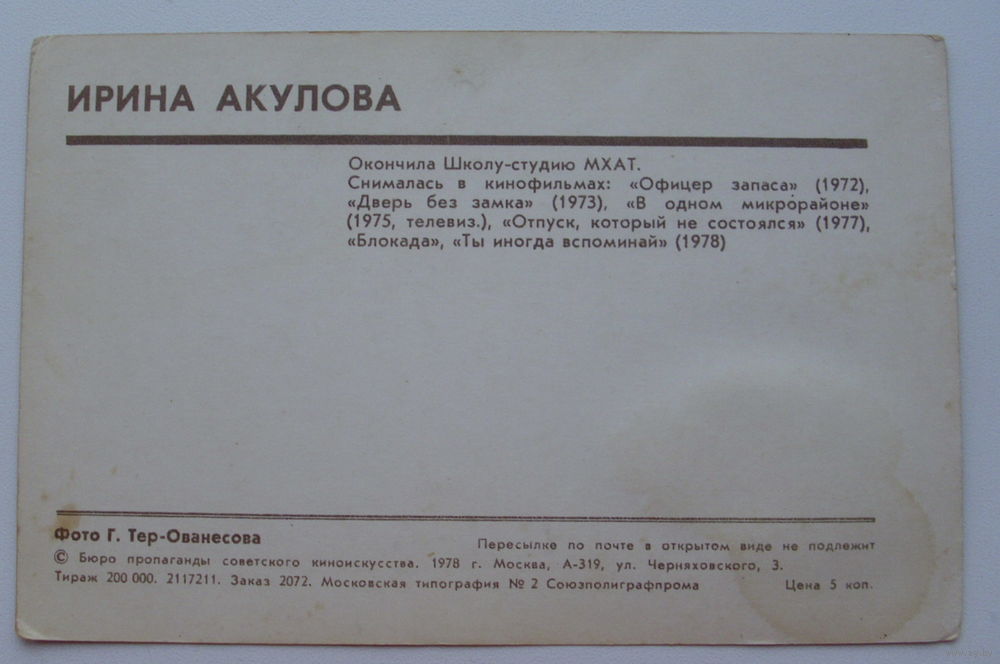 ИРИНА АКУЛОВА
Окончила Школу-студию МХАТ.
Снималась в кинофильмах: «Офицер запаса» (1972),
«Дверь без замка» (1973), «В одном микрорайоне»
(1975, телевиз.), «Отпуск, который не состоялся» (1977),
«Блокада», «Ты иногда вспоминай» (1978)
Фото Г. Тер-Ованесова
Пересылке по почте в открытом виде не подлежит
© Бюро пропаганды советского киноискусства. 1978 г. Москва, А-319, ул. Черняховского, 3.
Тираж 200 000. 2117211. Заказ 2072. Московская типография № 2 Союзполиграфпрома Цена 5 коп.